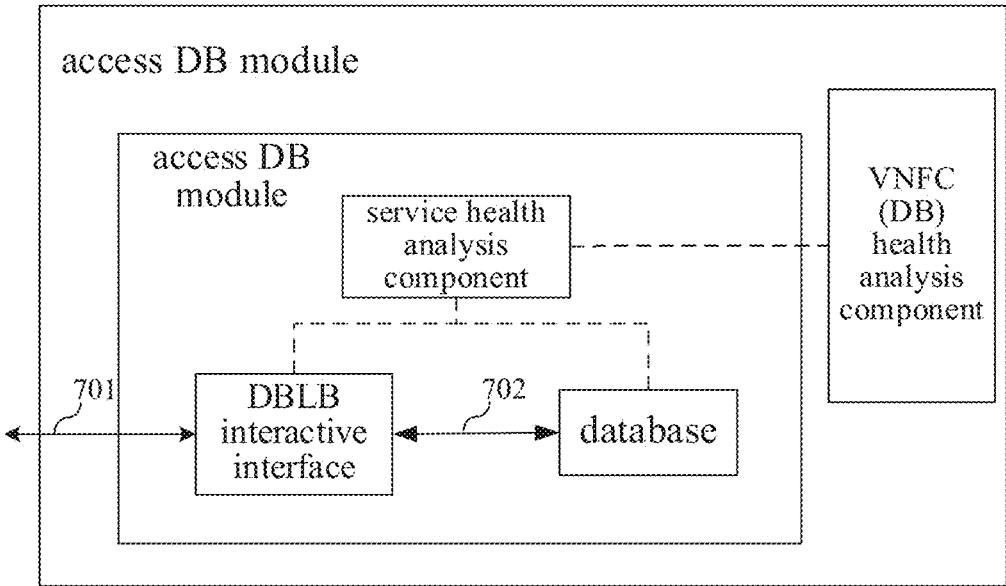 access DB module
access DB
module
service health
analysis
component
VNFC
(DB)
health
analysis
component
701
DBLB
interactive
interface
702
database